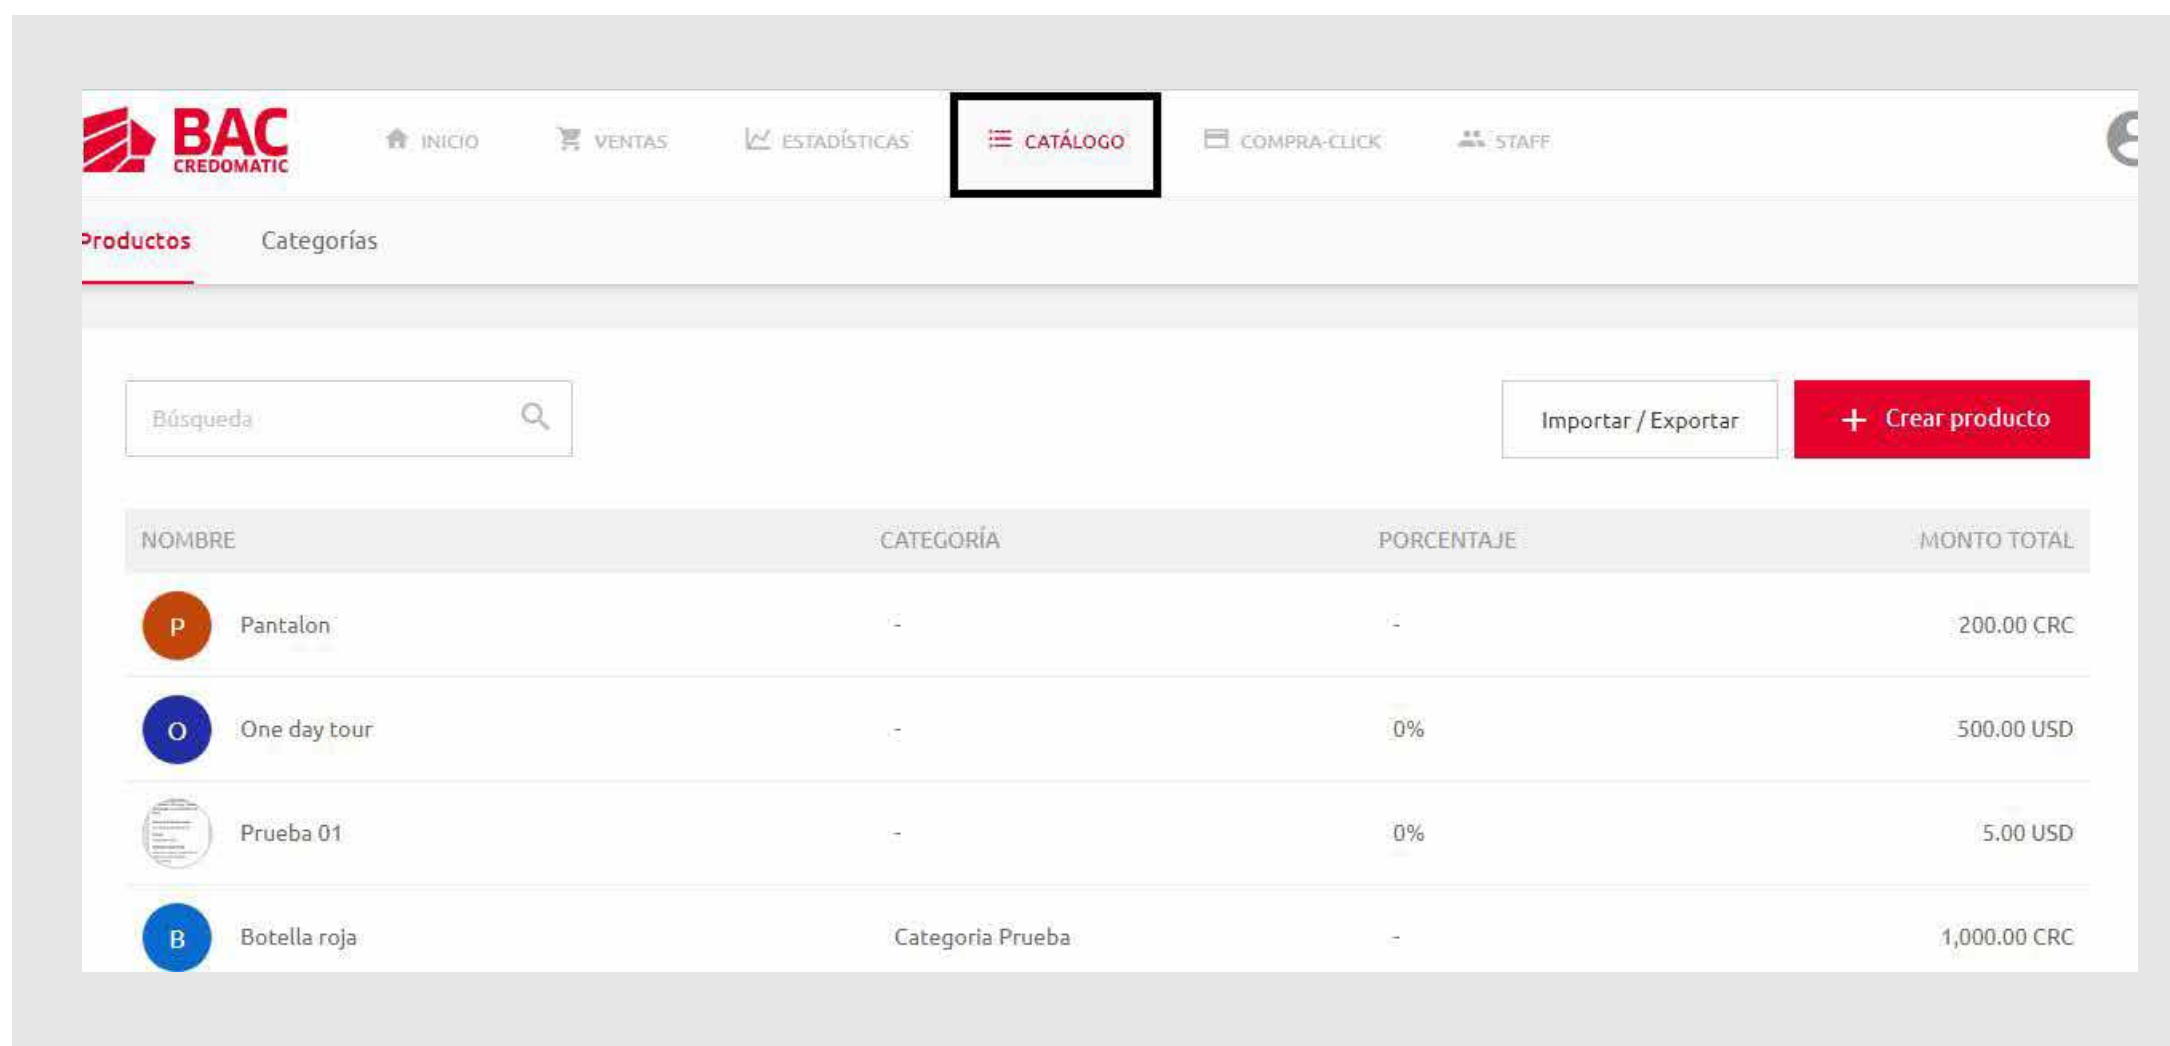 BAC CREDOMATIC INICIO VENTAS ESTADÍSTICAS CATÁLOGO COMPRA-CLICK STAFF
Productos Categorías
Búsqueda Importar / Exportar + Crear producto
NOMBRE CATEGORÍA PORCENTAJE MONTO TOTAL
P Pantalon - - 200.00 CRC
O One day tour - 0% 500.00 USD
Prueba 01 - 0% 5.00 USD
B Botella roja Categoria Prueba - 1,000.00 CRC